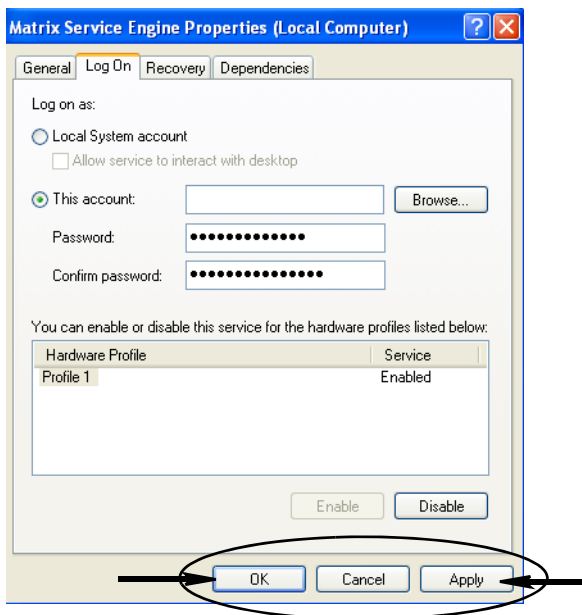 Matrix Service Engine Properties (Local Computer)
General Log On Recovery Dependencies
Log on as:
Local System account
Allow service to interact with desktop
This account: Browse...
Password: •••••••••••••
Confirm password: •••••••••••••••
You can enable or disable this service for the hardware profiles listed below:
Hardware Profile Service
Profile 1 Enabled
Enable Disable
OK Cancel Apply